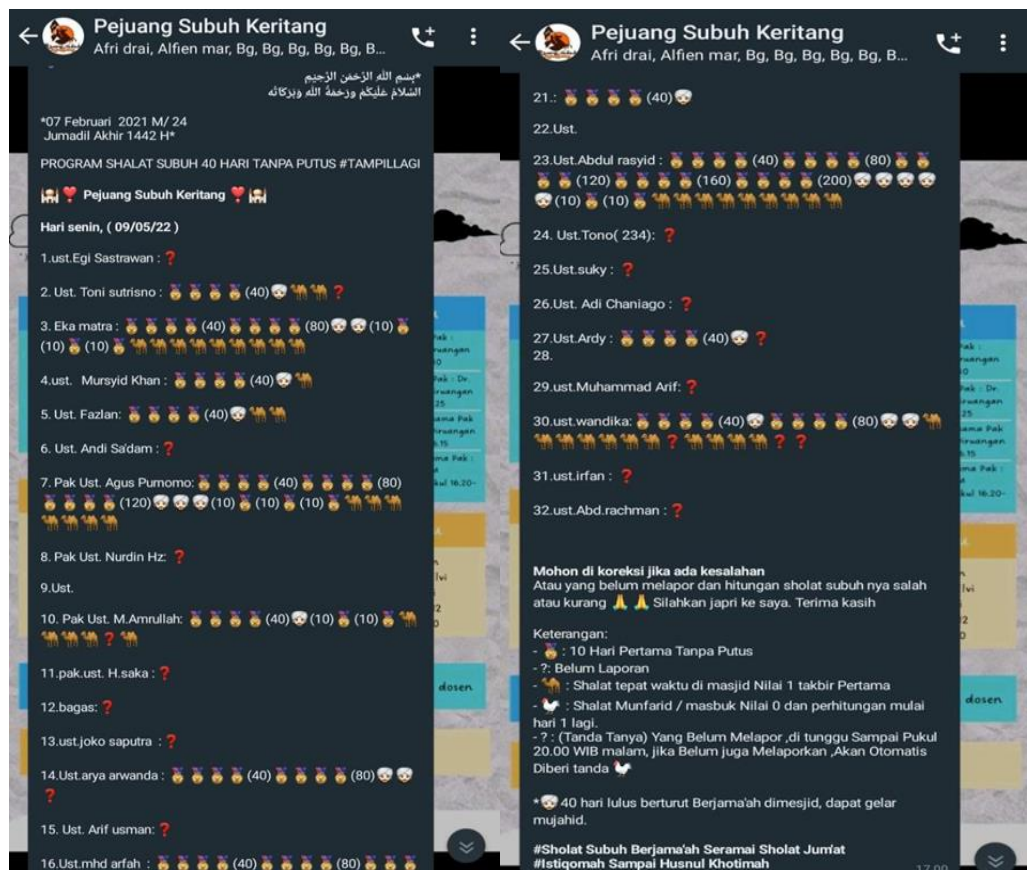 Pejuang Subuh Keritang
Afri drai, Alfien mar, Bg, Bg, Bg, Bg, Bg, B...
*بِسْمِ اللَّهِ الرَّحْمَنِ الرَّحِيْمِ
السَّلاَمُ عَلَيْكُمْ وَرَحْمَةُ اللَّهِ وَبَرَكَاتُه
*07 Februari 2021 M/ 24
Jumadil Akhir 1442 H*
PROGRAM SHALAT SUBUH 40 HARI TANPA PUTUS #TAMPILLAGI
🕌❣️ Pejuang Subuh Keritang ❣️🕌
Hari senin, ( 09/05/22 )
1.ust.Egi Sastrawan : ❓
2. Ust. Toni sutrisno : 🏅🏅🏅🏅(40)👳🐪🐪❓
3. Eka matra : 🏅🏅🏅🏅(40)🏅🏅🏅🏅(80)👳👳(10)🏅
(10)🏅(10)🏅🐪🐪🐪🐪🐪🐪🐪🐪🐪
4.ust. Mursyid Khan : 🏅🏅🏅🏅(40)👳🐪
5. Ust. Fazlan: 🏅🏅🏅🏅(40)👳🐪🐪
6. Ust. Andi Sa'dam : ❓
7. Pak Ust. Agus Purnomo: 🏅🏅🏅🏅(40)🏅🏅🏅🏅(80)
🏅🏅🏅🏅(120)👳👳👳(10)🏅(10)🏅(10)🏅🐪🐪🐪
🐪🐪🐪🐪
8. Pak Ust. Nurdin Hz: ❓
9.Ust.
10. Pak Ust. M.Amrullah: 🏅🏅🏅🏅(40)👳(10)🏅(10)🏅🐪
🐪🐪🐪❓🐪
11.pak.ust. H.saka : ❓
12.bagas: ❓
13.ust.joko saputra : ❓
14.Ust.arya arwanda : 🏅🏅🏅🏅(40)🏅🏅🏅🏅(80)👳👳
❓
15. Ust. Arif usman: ❓
16.Ust.mhd arfah : 🏅🏅🏅🏅(40)🏅🏅🏅🏅(80)🏅🏅🏅
dosen
Pejuang Subuh Keritang
Afri drai, Alfien mar, Bg, Bg, Bg, Bg, Bg, B...
21.: 🏅🏅🏅🏅(40)👳
22.Ust.
23.Ust.Abdul rasyid : 🏅🏅🏅🏅(40)🏅🏅🏅🏅(80)🏅🏅
🏅🏅(120)🏅🏅🏅🏅(160)🏅🏅🏅🏅(200)👳👳👳👳
👳(10)🏅(10)🏅🐪🐪🐪🐪🐪🐪🐪🐪🐪
24. Ust.Tono( 234): ❓
25.Ust.suky : ❓
26.Ust. Adi Chaniago : ❓
27.Ust.Ardy : 🏅🏅🏅🏅(40)👳❓
28.
29.ust.Muhammad Arif: ❓
30.ust.wandika: 🏅🏅🏅🏅(40)👳🏅🏅🏅🏅(80)👳👳🐪
🐪🐪🐪🐪🐪🐪❓🐪🐪🐪🐪❓❓
31.ust.irfan : ❓
32.ust.Abd.rachman : ❓
Mohon di koreksi jika ada kesalahan
Atau yang belum melapor dan hitungan sholat subuh nya salah
atau kurang 🙏🙏 Silahkan japri ke saya. Terima kasih
Keterangan:
- 🏅 : 10 Hari Pertama Tanpa Putus
- ?: Belum Laporan
- 🐪 : Shalat tepat waktu di masjid Nilai 1 takbir Pertama
- 🐓 : Shalat Munfarid / masbuk Nilai 0 dan perhitungan mulai
hari 1 lagi.
- ? : (Tanda Tanya) Yang Belum Melapor ,di tunggu Sampai Pukul
20.00 WIB malam, jika Belum juga Melaporkan ,Akan Otomatis
Diberi tanda 🐓
*👳 40 hari lulus berturut Berjama'ah dimesjid, dapat gelar
mujahid.
#Sholat Subuh Berjama'ah Seramai Sholat Jum'at
#Istiqomah Sampai Husnul Khotimah
dosen